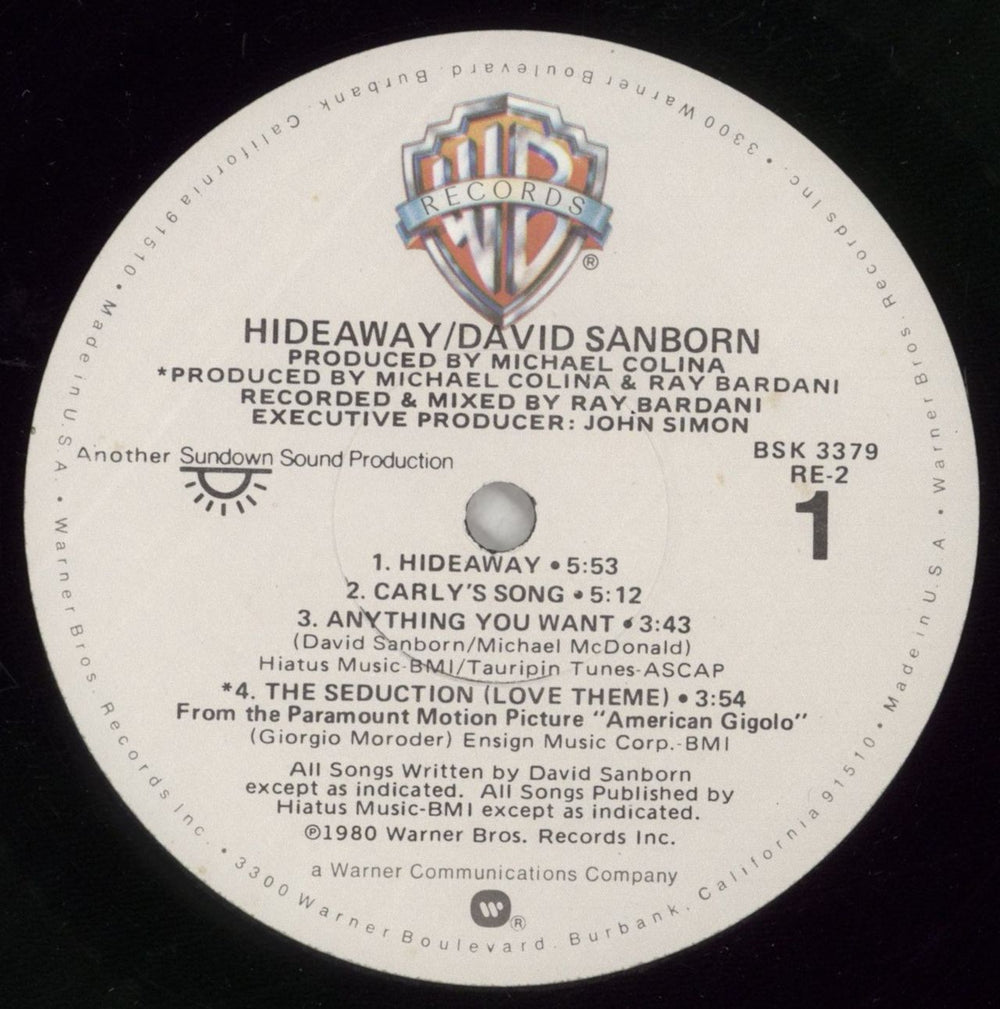 3300 Warner Boulevard. Burbank. California 91510 • Made in U.S.A. • Warner Bros. Records Inc. • 3300 Warner Boulevard. Burbank. California 91510 • Made in U.S.A. • Warner Bros. Records Inc. •
WB
RECORDS
®
HIDEAWAY/DAVID SANBORN
PRODUCED BY MICHAEL COLINA
*PRODUCED BY MICHAEL COLINA & RAY BARDANI
RECORDED & MIXED BY RAY BARDANI
EXECUTIVE PRODUCER: JOHN SIMON
Another Sundown Sound Production
BSK 3379
RE-2
1
1. HIDEAWAY • 5:53
2. CARLY'S SONG • 5:12
3. ANYTHING YOU WANT • 3:43
(David Sanborn/Michael McDonald)
Hiatus Music-BMI/Tauripin Tunes-ASCAP
*4. THE SEDUCTION (LOVE THEME) • 3:54
From the Paramount Motion Picture "American Gigolo"
(Giorgio Moroder) Ensign Music Corp.-BMI
All Songs Written by David Sanborn
except as indicated. All Songs Published by
Hiatus Music-BMI except as indicated.
℗1980 Warner Bros. Records Inc.
a Warner Communications Company
®